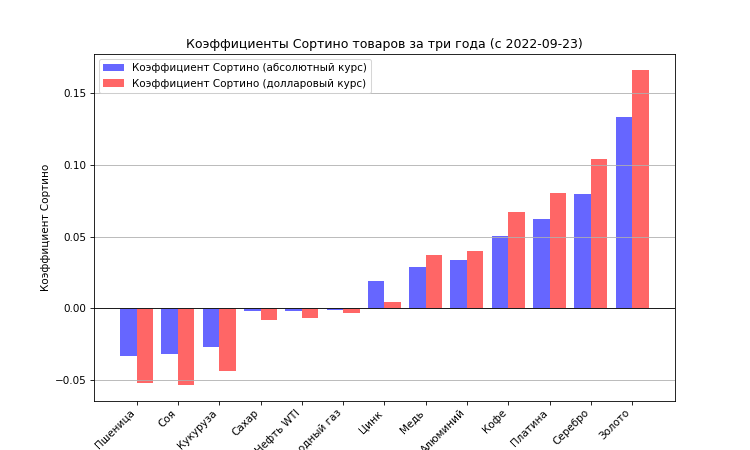 Коэффициенты Сортино товаров за три года (с 2022-09-23)
Коэффициент Сортино (абсолютный курс)
Коэффициент Сортино (долларовый курс)
Коэффициент Сортино
0.15
0.10
0.05
0.00
−0.05
Пшеница
Соя
Кукуруза
Сахар
Нефть WTI
газ
Цинк
Медь
Алюминий
Кофе
Платина
Серебро
Золото